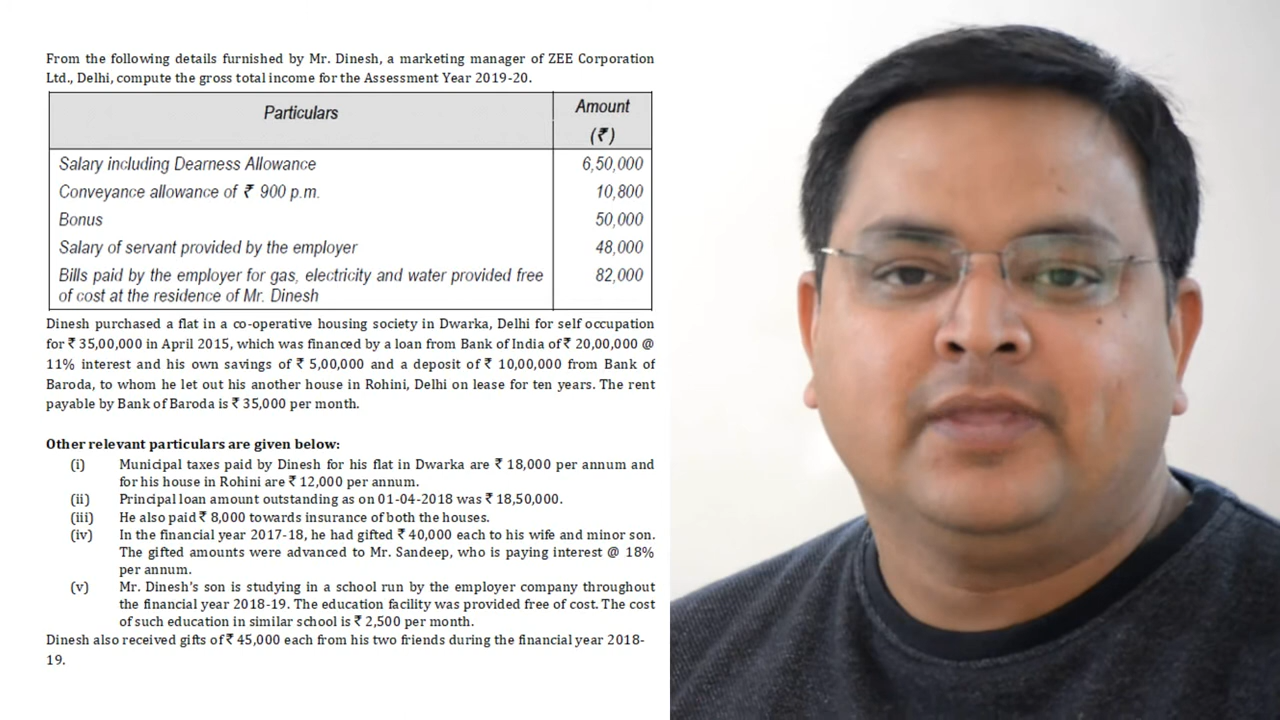 From the following details furnished by Mr. Dinesh, a marketing manager of ZEE Corporation
Ltd., Delhi, compute the gross total income for the Assessment Year 2019-20.
Particulars
Amount
(₹)
Salary including Dearness Allowance 6,50,000
Conveyance allowance of ₹ 900 p.m. 10,800
Bonus 50,000
Salary of servant provided by the employer 48,000
Bills paid by the employer for gas, electricity and water provided free 82,000
of cost at the residence of Mr. Dinesh
Dinesh purchased a flat in a co-operative housing society in Dwarka, Delhi for self occupation
for ₹ 35,00,000 in April 2015, which was financed by a loan from Bank of India of ₹ 20,00,000 @
11% interest and his own savings of ₹ 5,00,000 and a deposit of ₹ 10,00,000 from Bank of
Baroda, to whom he let out his another house in Rohini, Delhi on lease for ten years. The rent
payable by Bank of Baroda is ₹ 35,000 per month.
Other relevant particulars are given below:
(i) Municipal taxes paid by Dinesh for his flat in Dwarka are ₹ 18,000 per annum and
for his house in Rohini are ₹ 12,000 per annum.
(ii) Principal loan amount outstanding as on 01-04-2018 was ₹ 18,50,000.
(iii) He also paid ₹ 8,000 towards insurance of both the houses.
(iv) In the financial year 2017-18, he had gifted ₹ 40,000 each to his wife and minor son.
The gifted amounts were advanced to Mr. Sandeep, who is paying interest @ 18%
per annum.
(v) Mr. Dinesh's son is studying in a school run by the employer company throughout
the financial year 2018-19. The education facility was provided free of cost. The cost
of such education in similar school is ₹ 2,500 per month.
Dinesh also received gifts of ₹ 45,000 each from his two friends during the financial year 2018-
19.